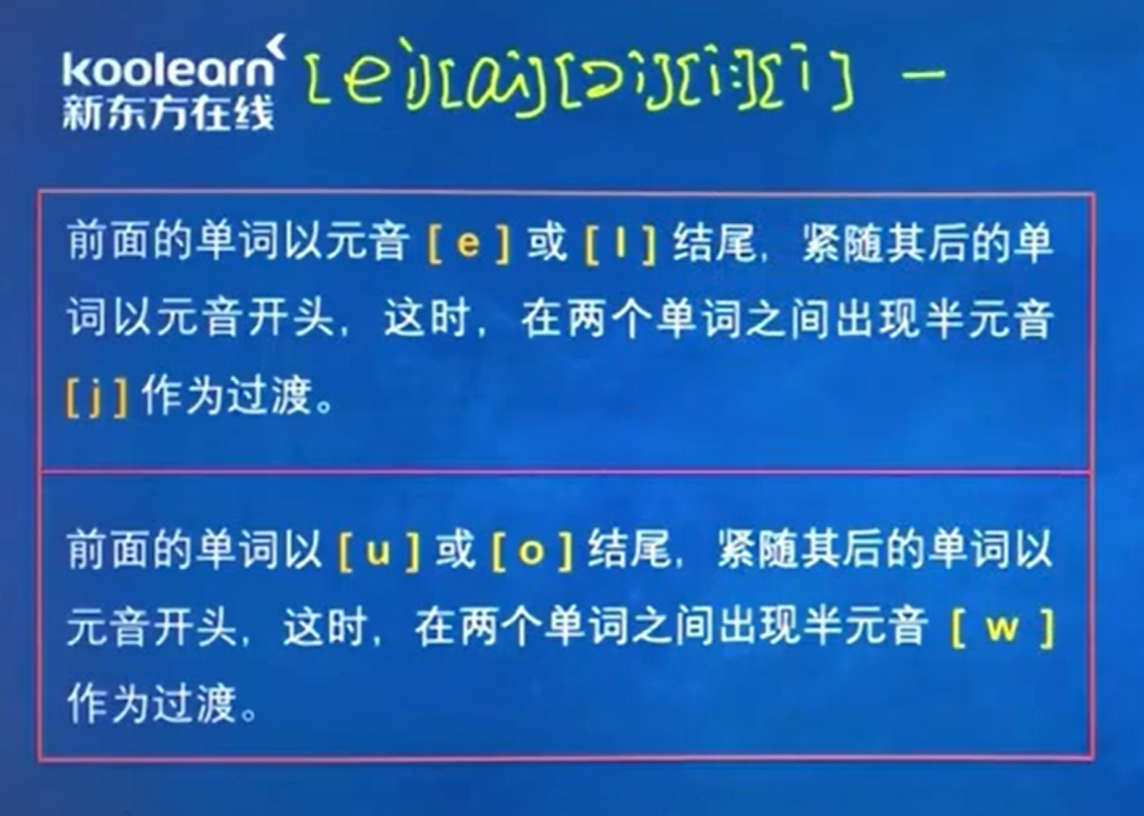 koolearn
新东方在线
[ei][ai][ɔi][i:][i] —
前面的单词以元音 [ e ] 或 [ I ] 结尾，紧随其后的单
词以元音开头，这时，在两个单词之间出现半元音
[ j ] 作为过渡。
前面的单词以 [ u ] 或 [ o ] 结尾，紧随其后的单词以
元音开头，这时，在两个单词之间出现半元音 [ w ]
作为过渡。